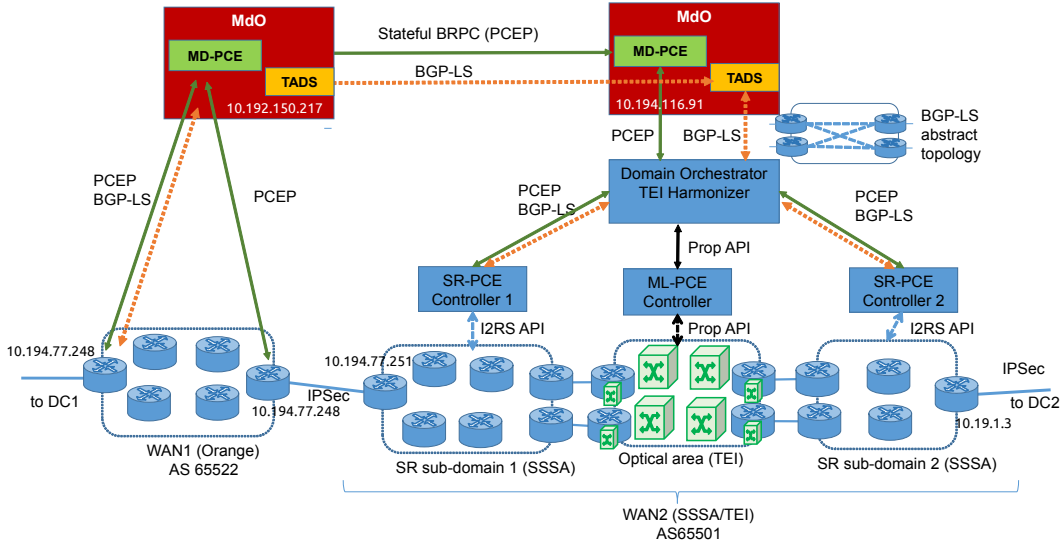 MdO
MdO
Stateful BRPC (PCEP)
MD-PCE
MD-PCE
BGP-LS
TADS
TADS
10.192.150.217
10.194.116.91
PCEP
BGP-LS
BGP-LS
abstract
topology
PCEP
BGP-LS
PCEP
Domain Orchestrator
TEI Harmonizer
PCEP
BGP-LS
PCEP
BGP-LS
Prop API
SR-PCE
Controller 1
ML-PCE
Controller
SR-PCE
Controller 2
I2RS API
Prop API
I2RS API
10.194.77.248
10.194.77.251
to DC1
IPSec
10.194.77.248
IPSec
to DC2
10.19.1.3
WAN1 (Orange)
AS 65522
SR sub-domain 1 (SSSA)
Optical area (TEI)
SR sub-domain 2 (SSSA)
WAN2 (SSSA/TEI)
AS65501